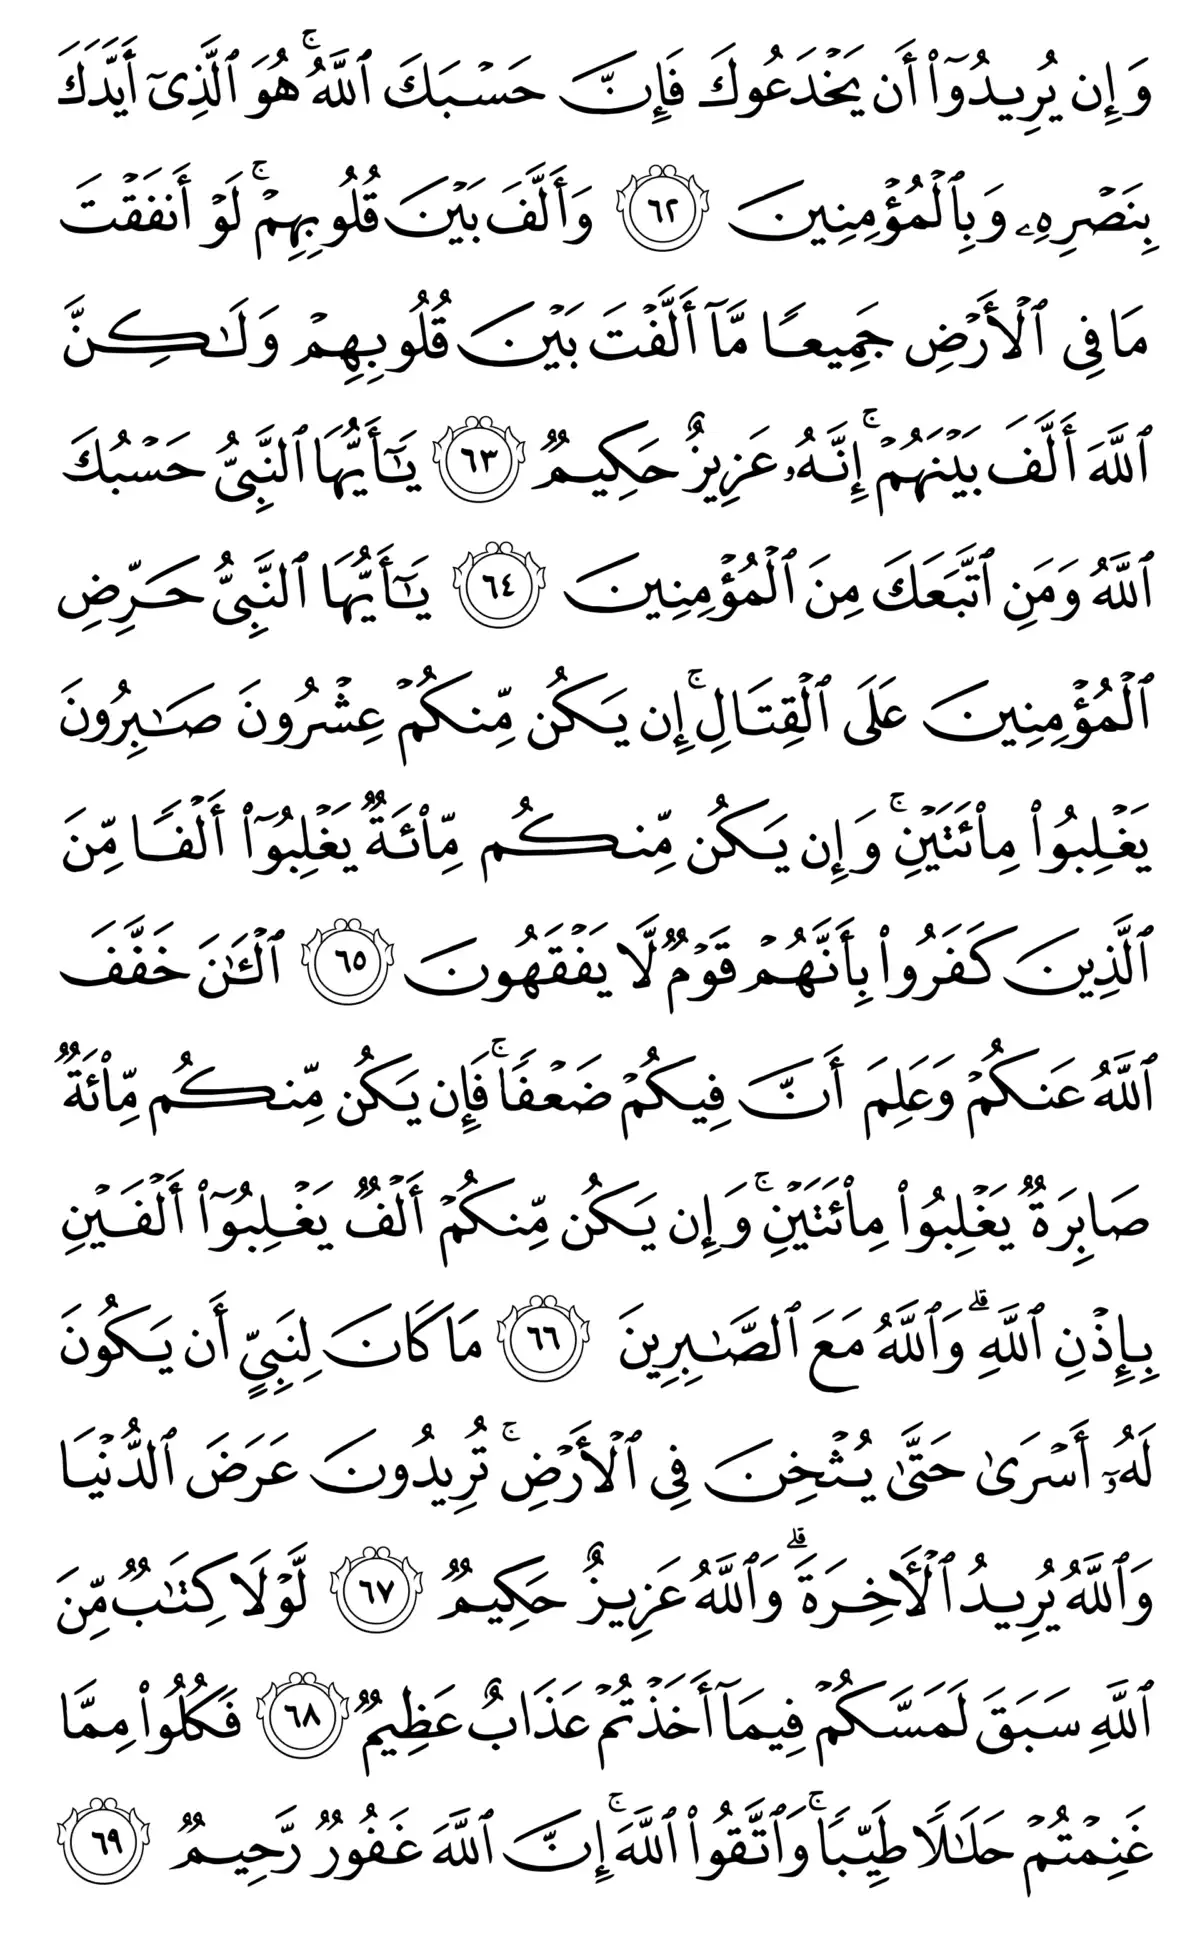 وَإِن يُرِيدُوٓا۟ أَن يَخْدَعُوكَ فَإِنَّ حَسْبَكَ ٱللَّهُ ۚ هُوَ ٱلَّذِىٓ أَيَّدَكَ
بِنَصْرِهِۦ وَبِٱلْمُؤْمِنِينَ ٦٢ وَأَلَّفَ بَيْنَ قُلُوبِهِمْ ۚ لَوْ أَنفَقْتَ
مَا فِى ٱلْأَرْضِ جَمِيعًا مَّآ أَلَّفْتَ بَيْنَ قُلُوبِهِمْ وَلَـٰكِنَّ
ٱللَّهَ أَلَّفَ بَيْنَهُمْ ۚ إِنَّهُۥ عَزِيزٌ حَكِيمٌ ٦٣ يَـٰٓأَيُّهَا ٱلنَّبِىُّ حَسْبُكَ
ٱللَّهُ وَمَنِ ٱتَّبَعَكَ مِنَ ٱلْمُؤْمِنِينَ ٦٤ يَـٰٓأَيُّهَا ٱلنَّبِىُّ حَرِّضِ
ٱلْمُؤْمِنِينَ عَلَى ٱلْقِتَالِ ۚ إِن يَكُن مِّنكُمْ عِشْرُونَ صَـٰبِرُونَ
يَغْلِبُوا۟ مِا۟ئَتَيْنِ ۚ وَإِن يَكُن مِّنكُم مِّا۟ئَةٌ يَغْلِبُوٓا۟ أَلْفًا مِّنَ
ٱلَّذِينَ كَفَرُوا۟ بِأَنَّهُمْ قَوْمٌ لَّا يَفْقَهُونَ ٦٥ ٱلْـَٔـٰنَ خَفَّفَ
ٱللَّهُ عَنكُمْ وَعَلِمَ أَنَّ فِيكُمْ ضَعْفًا ۚ فَإِن يَكُن مِّنكُم مِّا۟ئَةٌ
صَابِرَةٌ يَغْلِبُوا۟ مِا۟ئَتَيْنِ ۚ وَإِن يَكُن مِّنكُمْ أَلْفٌ يَغْلِبُوٓا۟ أَلْفَيْنِ
بِإِذْنِ ٱللَّهِ ۗ وَٱللَّهُ مَعَ ٱلصَّـٰبِرِينَ ٦٦ مَا كَانَ لِنَبِىٍّ أَن يَكُونَ
لَهُۥٓ أَسْرَىٰ حَتَّىٰ يُثْخِنَ فِى ٱلْأَرْضِ ۚ تُرِيدُونَ عَرَضَ ٱلدُّنْيَا
وَٱللَّهُ يُرِيدُ ٱلْـَٔاخِرَةَ ۗ وَٱللَّهُ عَزِيزٌ حَكِيمٌ ٦٧ لَّوْلَا كِتَـٰبٌ مِّنَ
ٱللَّهِ سَبَقَ لَمَسَّكُمْ فِيمَآ أَخَذْتُمْ عَذَابٌ عَظِيمٌ ٦٨ فَكُلُوا۟ مِمَّا
غَنِمْتُمْ حَلَـٰلًا طَيِّبًا ۚ وَٱتَّقُوا۟ ٱللَّهَ ۚ إِنَّ ٱللَّهَ غَفُورٌ رَّحِيمٌ ٦٩